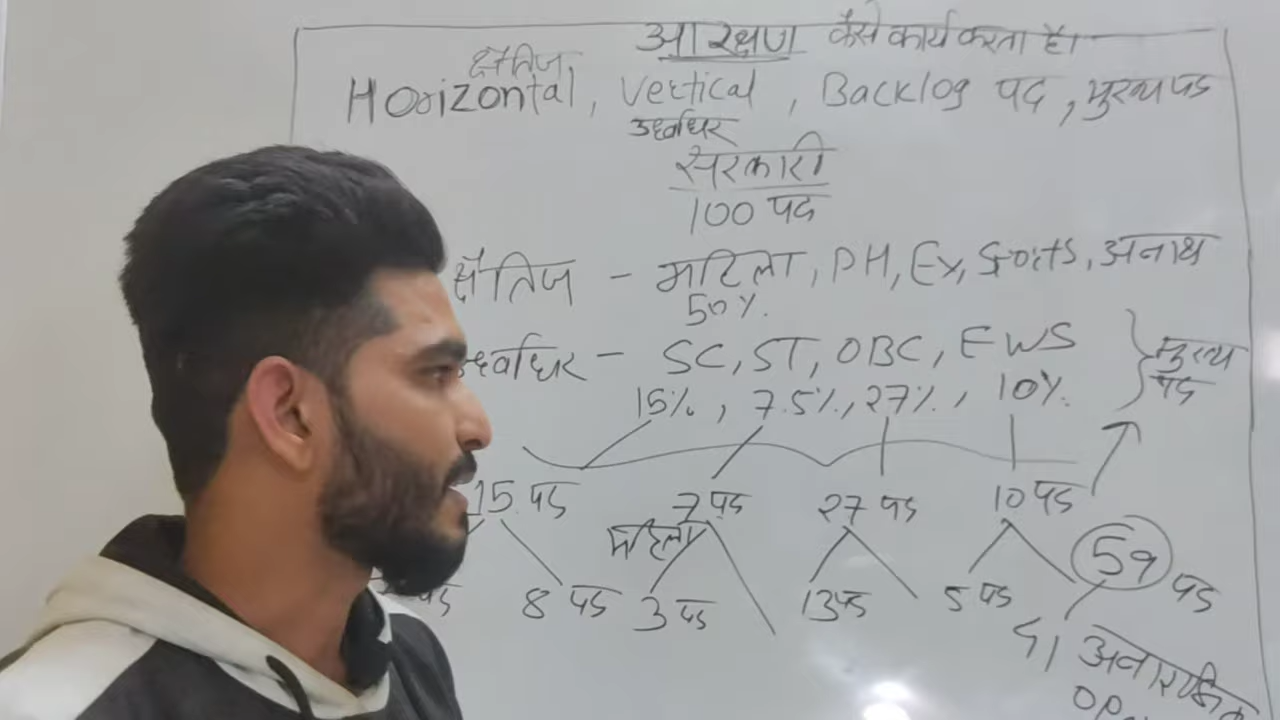 आरक्षण कैसे कार्य करता है।
क्षैतिज
Horizontal, Vertical, Backlog पद, मुख्य पद
उर्ध्वाधर
सरकारी
100 पद
क्षैतिज - महिला, PH, Ex, Sports, अनाथ
50%.
र्ध्वाधर - SC, ST, OBC, EWS
मुख्य पद
15%, 7.5%, 27%, 10%.
15 पद 7 पद 27 पद 10 पद
महिला
59 पद
8 पद 3 पद 13 पद 5 पद
41 अनारक्षित